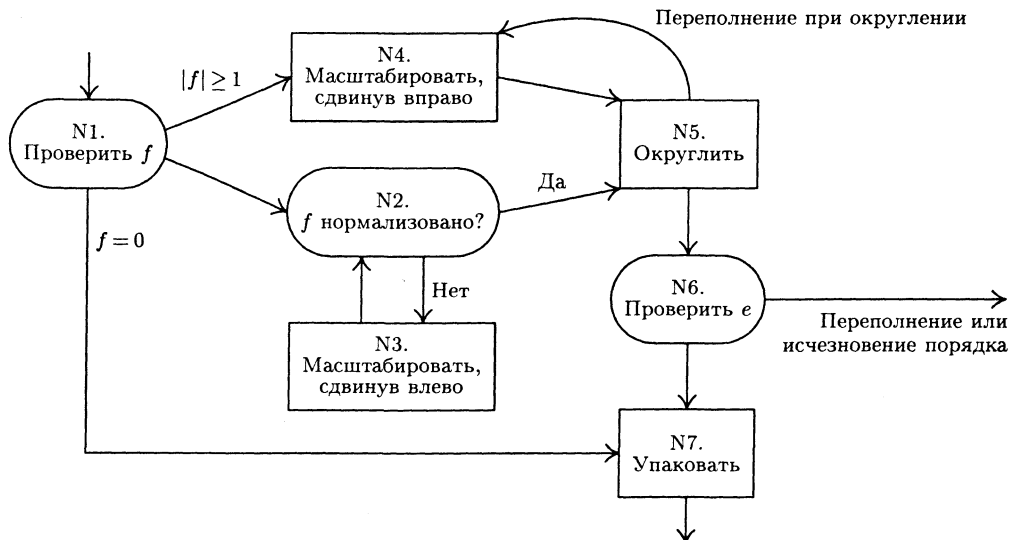 Переполнение при округлении
N4.
Масштабировать,
сдвинув вправо
|f| ≥ 1
N1.
Проверить f
N5.
Округлить
Да
N2.
f нормализовано?
f = 0
Нет
N6.
Проверить e
Переполнение или
исчезновение порядка
N3.
Масштабировать,
сдвинув влево
N7.
Упаковать